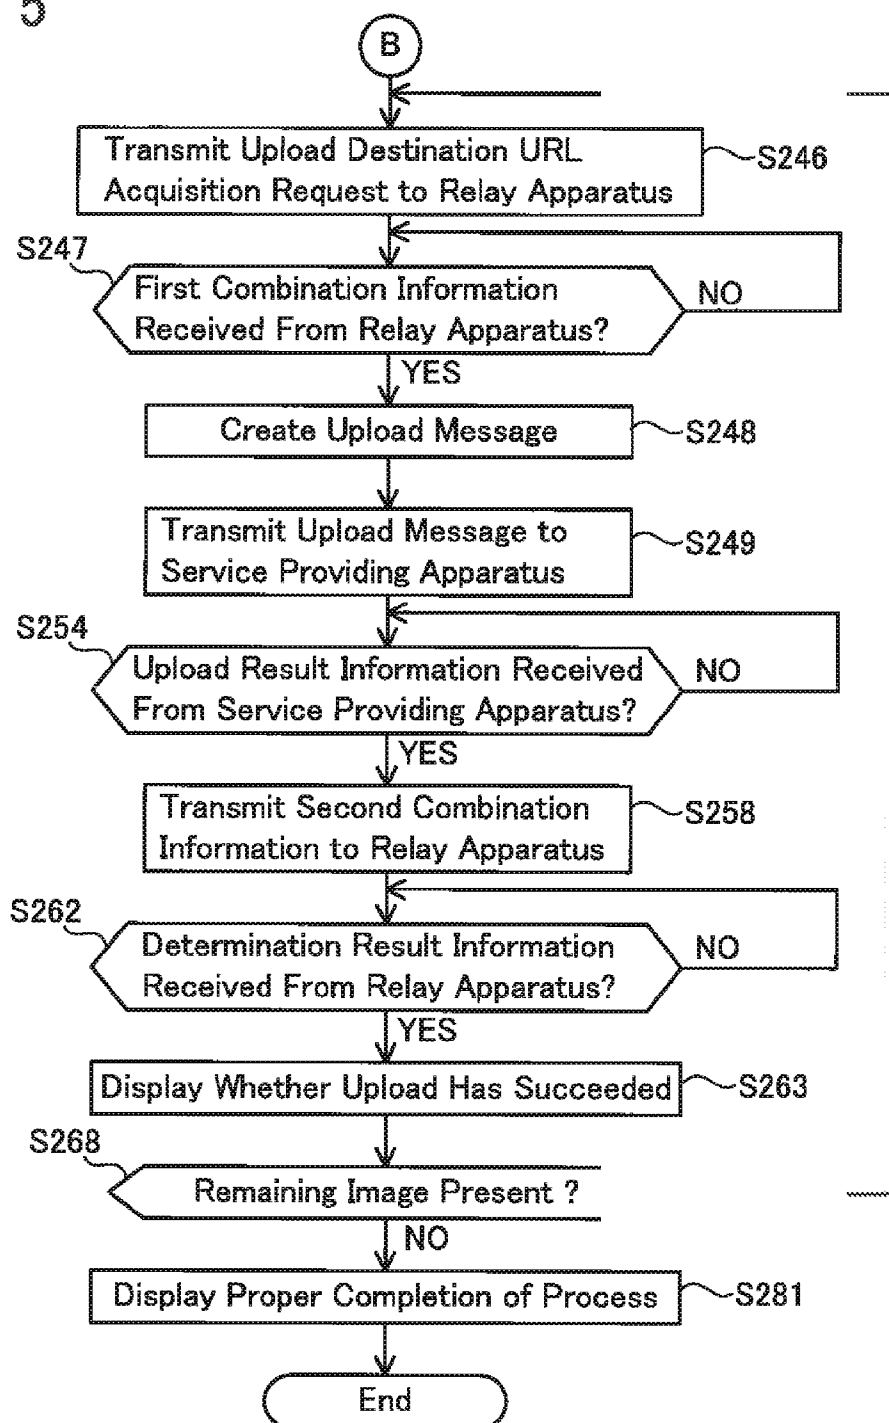 5
B
Transmit Upload Destination URL
Acquisition Request to Relay Apparatus
S246
S247
First Combination Information
Received From Relay Apparatus?
NO
YES
Create Upload Message
S248
Transmit Upload Message to
Service Providing Apparatus
S249
S254
Upload Result Information Received
From Service Providing Apparatus?
NO
YES
Transmit Second Combination
Information to Relay Apparatus
S258
S262
Determination Result Information
Received From Relay Apparatus?
NO
YES
Display Whether Upload Has Succeeded
S263
S268
Remaining Image Present ?
NO
Display Proper Completion of Process
S281
End